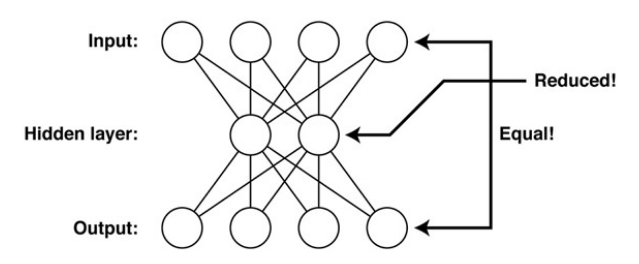 Input:
Reduced!
Hidden layer:
Equal!
Output: